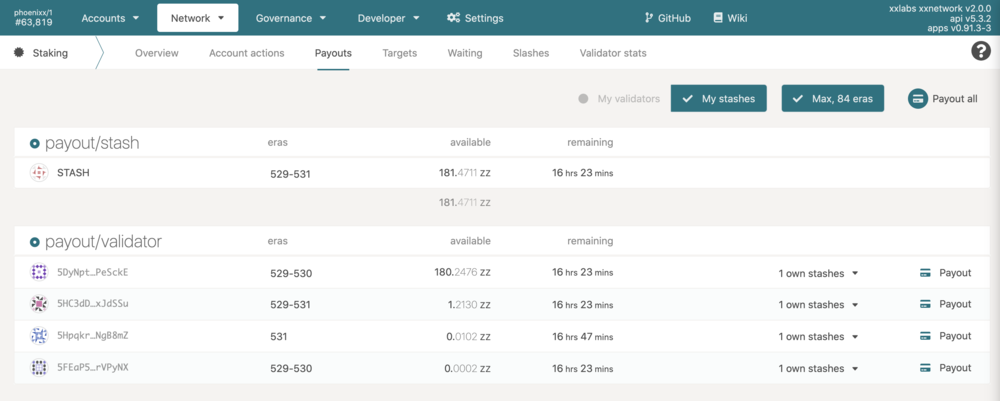 phoenixx/1
#63,819
Accounts
Network
Governance
Developer
Settings
GitHub
Wiki
xxlabs xxnetwork v2.0.0
api v5.3.2
apps v0.91.3-3
Staking
Overview
Account actions
Payouts
Targets
Waiting
Slashes
Validator stats
?
My validators
My stashes
Max, 84 eras
Payout all
payout/stash eras available remaining
STASH 529-531 181.4711 zz 16 hrs 23 mins
181.4711 zz
payout/validator eras available remaining
5DyNpt…PeSckE 529-530 180.2476 zz 16 hrs 23 mins 1 own stashes Payout
5HC3dD…xJdSSu 529-531 1.2130 zz 16 hrs 23 mins 1 own stashes Payout
5Hpqkr…NgB8mZ 531 0.0102 zz 16 hrs 47 mins 1 own stashes Payout
5FEaP5…rVPyNX 529-530 0.0002 zz 16 hrs 23 mins 1 own stashes Payout